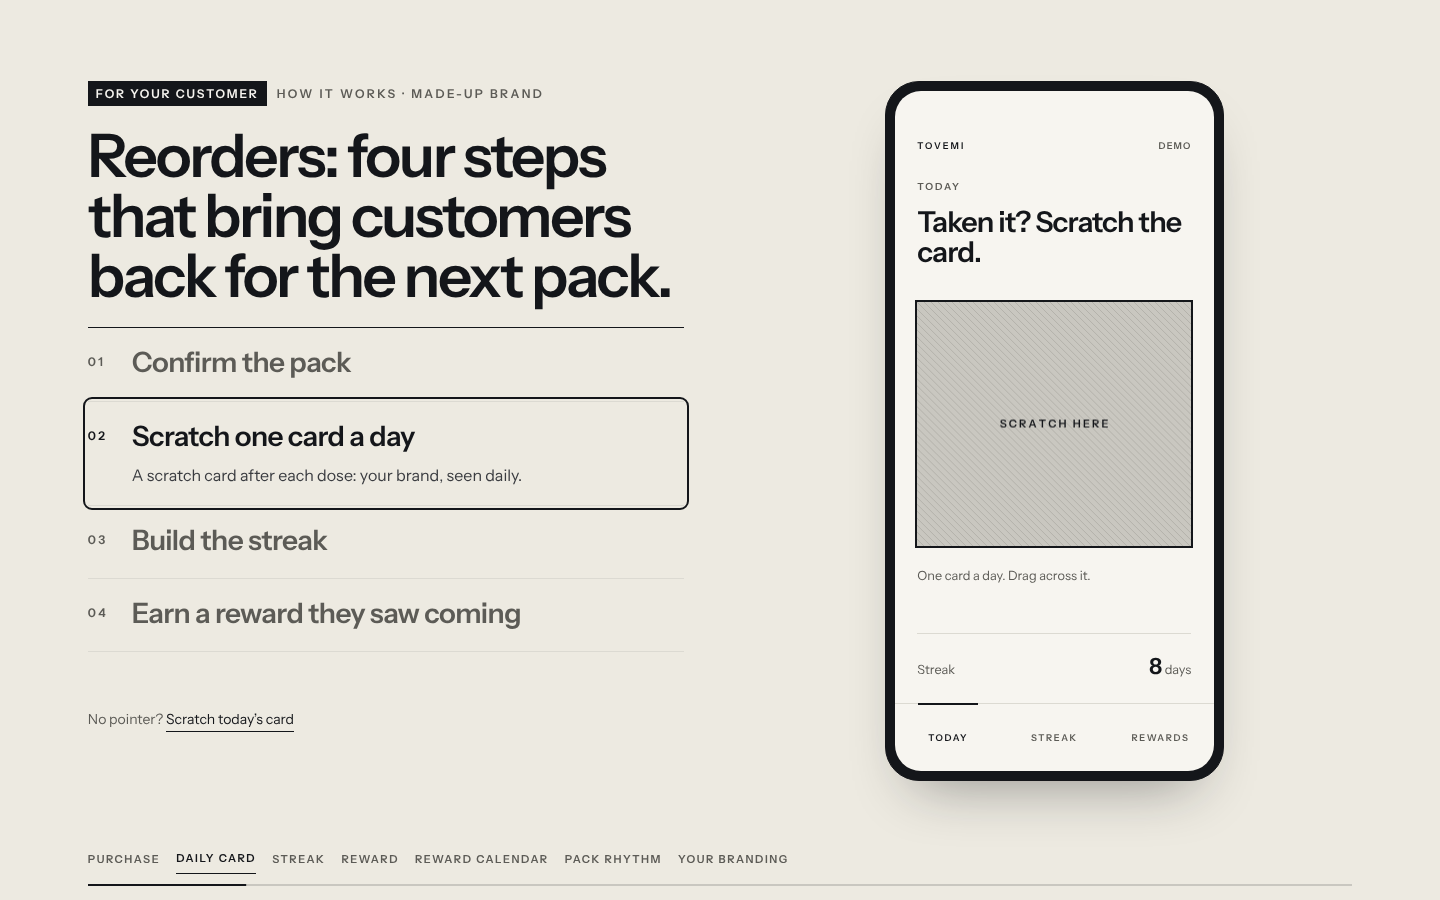 FOR YOUR CUSTOMER HOW IT WORKS · MADE-UP BRAND
Reorders: four steps
that bring customers
back for the next pack.
01 Confirm the pack
02 Scratch one card a day
A scratch card after each dose: your brand, seen daily.
03 Build the streak
04 Earn a reward they saw coming
No pointer? Scratch today’s card
TOVEMI DEMO
TODAY
Taken it? Scratch the
card.
SCRATCH HERE
One card a day. Drag across it.
Streak 8 days
TODAY STREAK REWARDS
PURCHASE DAILY CARD STREAK REWARD REWARD CALENDAR PACK RHYTHM YOUR BRANDING